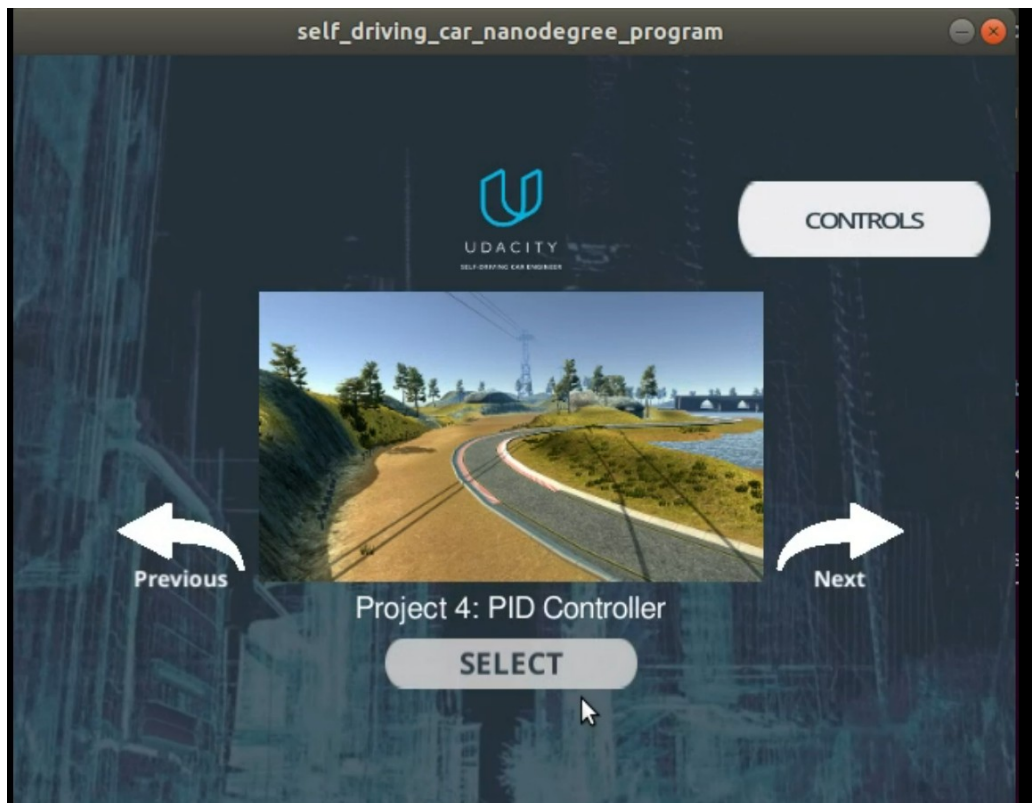 self_driving_car_nanodegree_program
UDACITY
SELF-DRIVING CAR ENGINEER
CONTROLS
Previous
Next
Project 4: PID Controller
SELECT